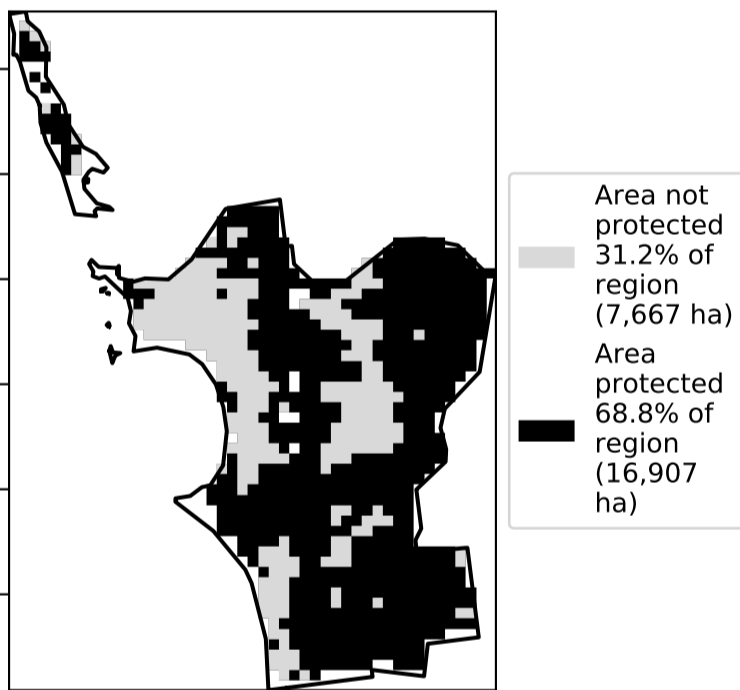 Area not
protected
31.2% of
region
(7,667 ha)
Area
protected
68.8% of
region
(16,907
ha)